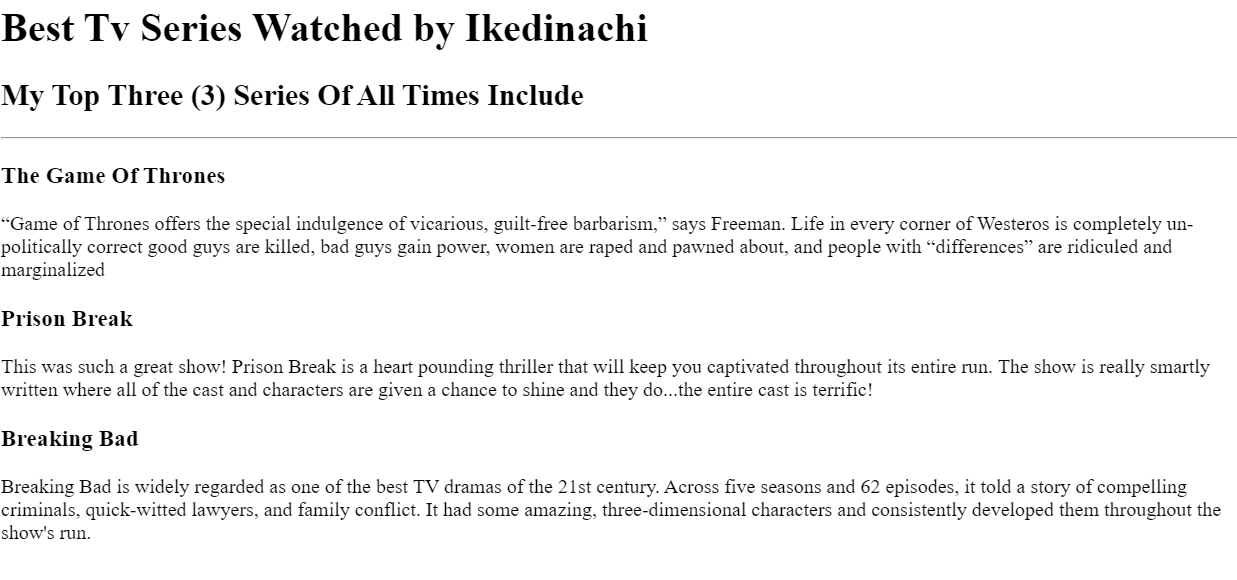 Best Tv Series Watched by Ikedinachi
My Top Three (3) Series Of All Times Include
The Game Of Thrones
“Game of Thrones offers the special indulgence of vicarious, guilt-free barbarism,” says Freeman. Life in every corner of Westeros is completely un-
politically correct good guys are killed, bad guys gain power, women are raped and pawned about, and people with “differences” are ridiculed and
marginalized
Prison Break
This was such a great show! Prison Break is a heart pounding thriller that will keep you captivated throughout its entire run. The show is really smartly
written where all of the cast and characters are given a chance to shine and they do...the entire cast is terrific!
Breaking Bad
Breaking Bad is widely regarded as one of the best TV dramas of the 21st century. Across five seasons and 62 episodes, it told a story of compelling
criminals, quick-witted lawyers, and family conflict. It had some amazing, three-dimensional characters and consistently developed them throughout the
show's run.